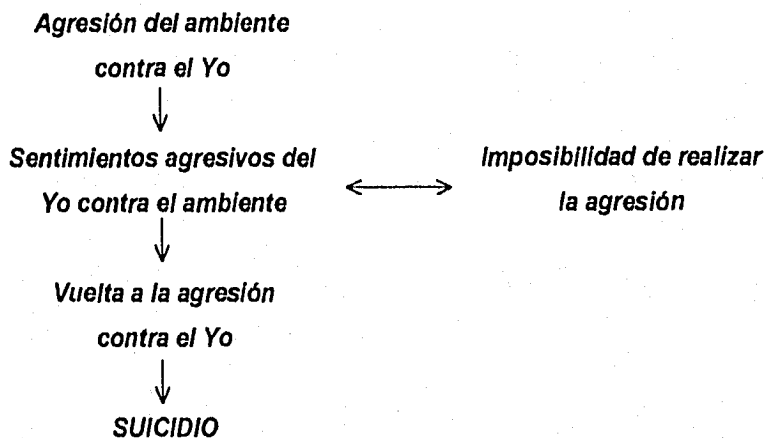 Agresión del ambiente
contra el Yo
Sentimientos agresivos del
Yo contra el ambiente
Imposibilidad de realizar
la agresión
Vuelta a la agresión
contra el Yo
SUICIDIO